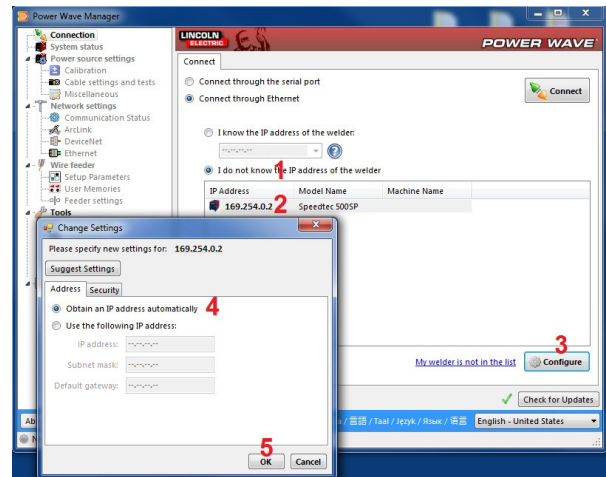 Power Wave Manager
Connection
System status
Power source settings
Calibration
Cable settings and tests
Miscellaneous
Network settings
Communication Status
ArcLink
DeviceNet
Ethernet
Wire feeder
Setup Parameters
User Memories
Feeder settings
Tools
LINCOLN
ELECTRIC
POWER WAVE
Connect
Connect through the serial port
Connect through Ethernet
Connect
I know the IP address of the welder:
--.--.--.--
?
I do not know the IP address of the welder
1
IP Address Model Name Machine Name
169.254.0.2 Speedtec 500SP
2
3
My welder is not in the list
Configure
Check for Updates
/ 言語 / Taal / Język / Язык / 语言
English - United States
Ab
N
Change Settings
Please specify new settings for: 169.254.0.2
Suggest Settings
Address Security
Obtain an IP address automatically
4
Use the following IP address:
IP address: --.--.--.--
Subnet mask: --.--.--.--
Default gateway: --.--.--.--
5
OK Cancel